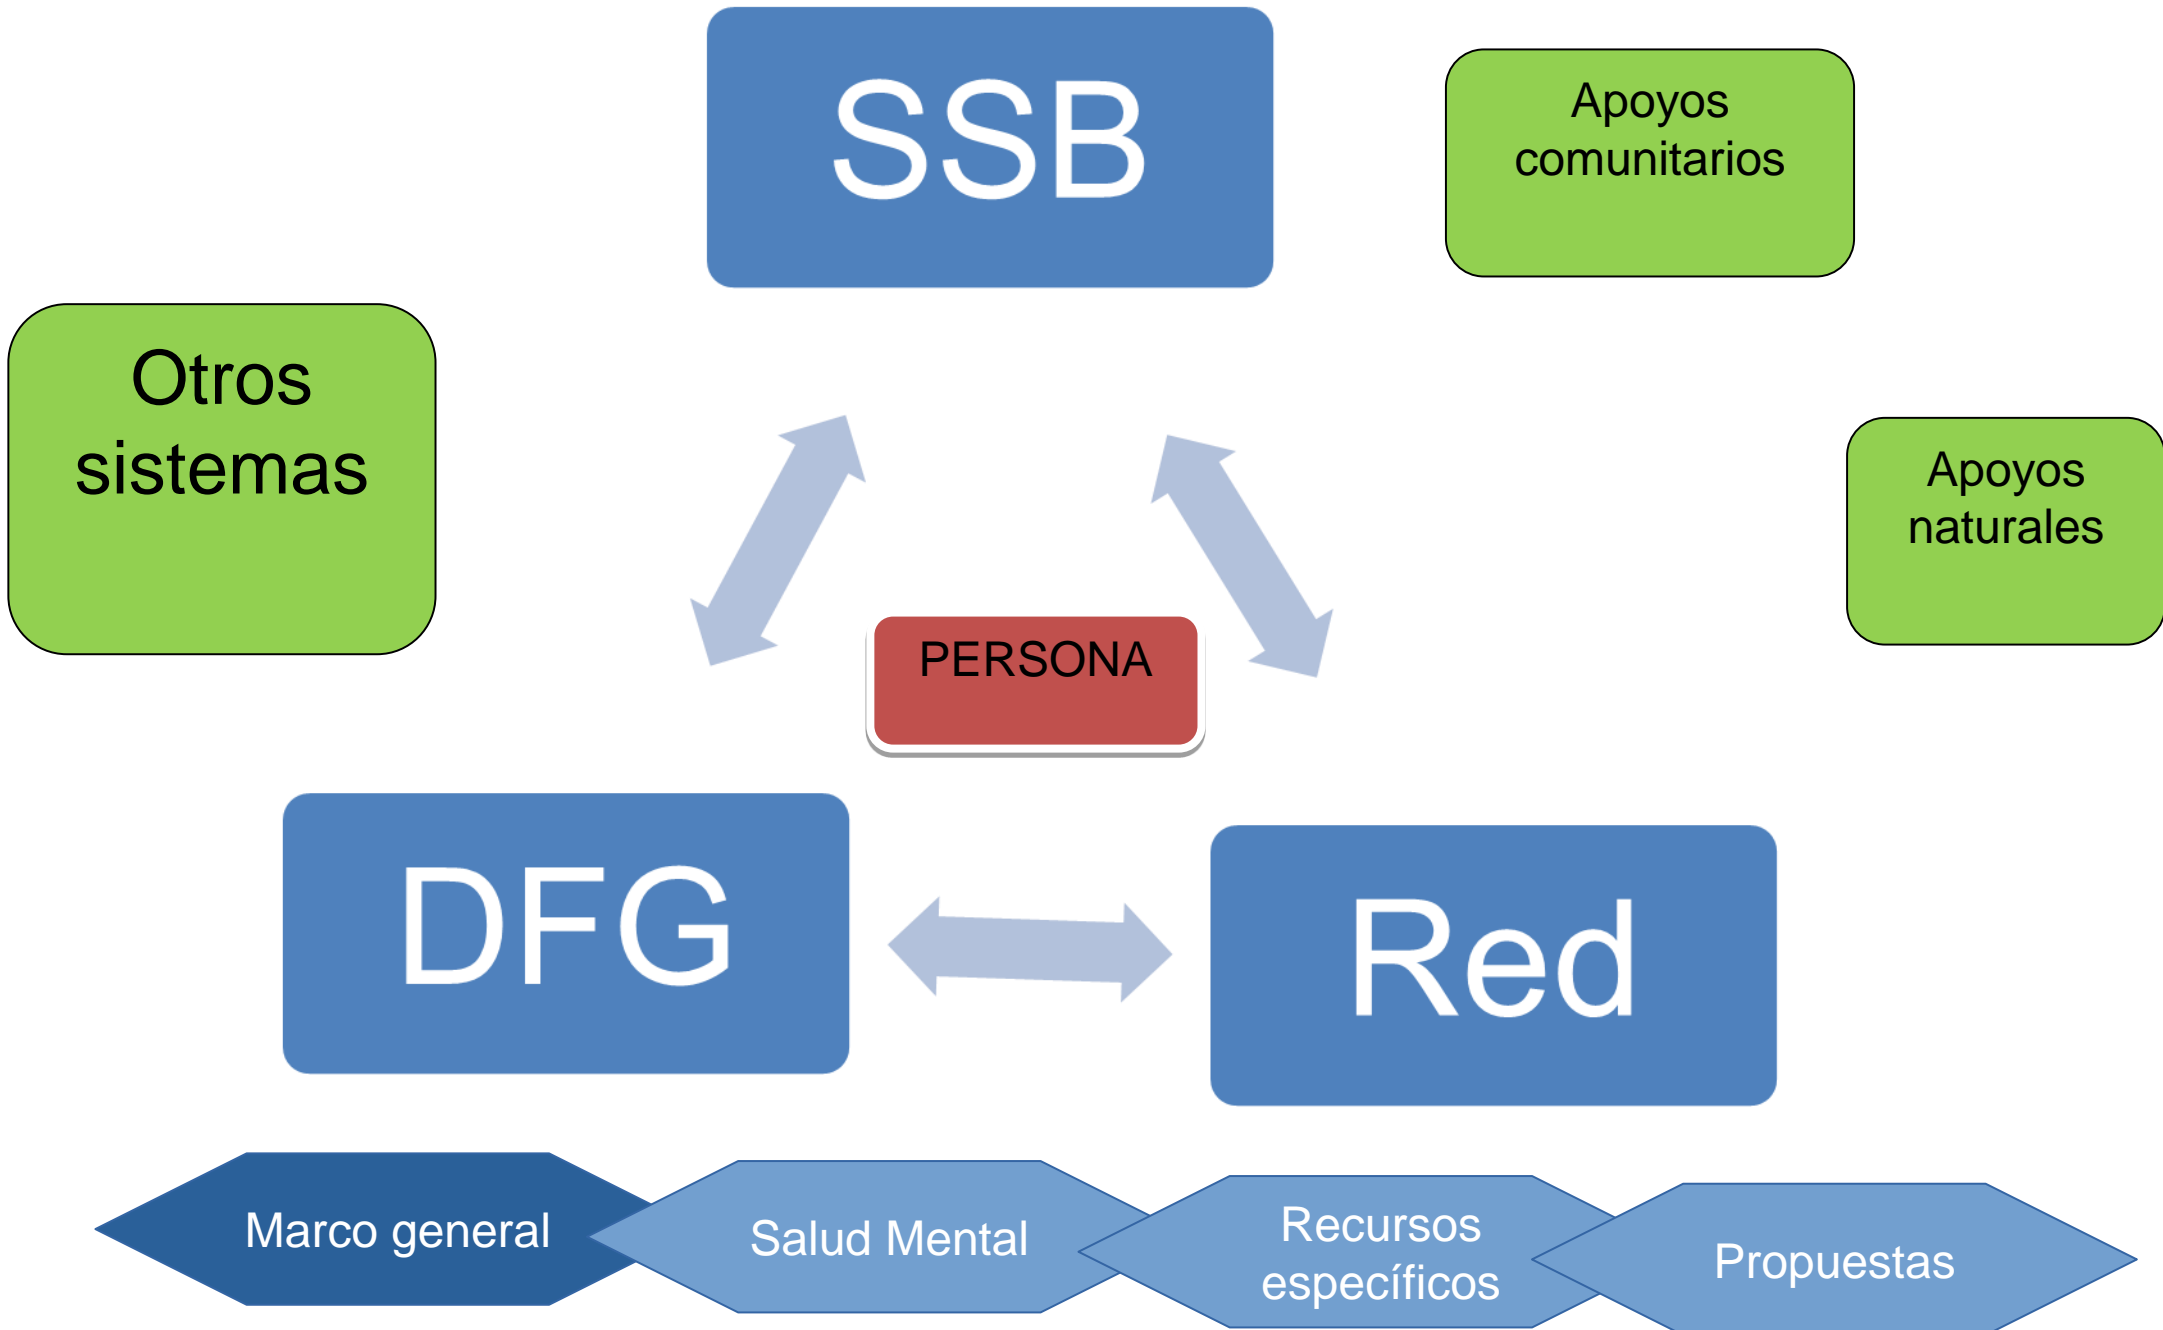 SSB
Apoyos
comunitarios
Otros
sistemas
Apoyos
naturales
PERSONA
DFG
Red
Marco general
Salud Mental
Recursos
específicos
Propuestas